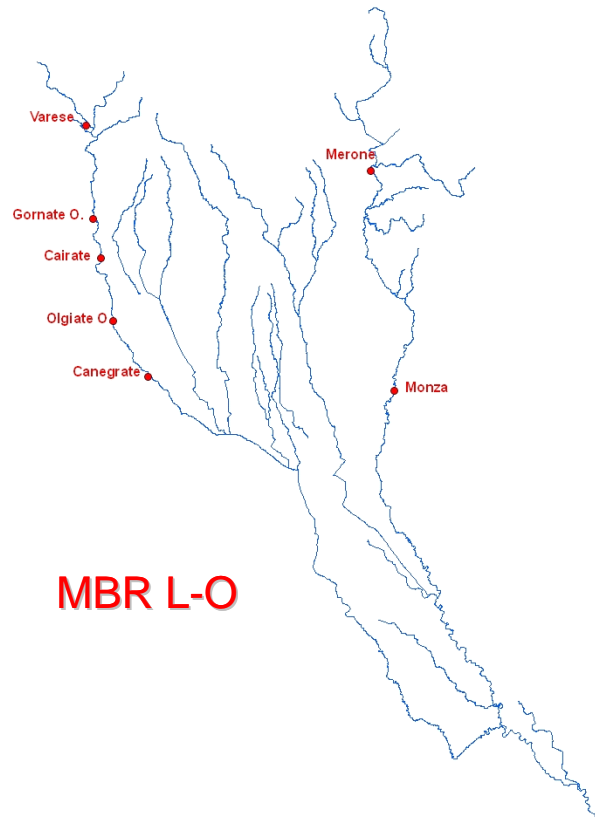 Varese
Merone
Gornate O.
Cairate
Olgiate O
Canegrate
Monza
MBR L-O